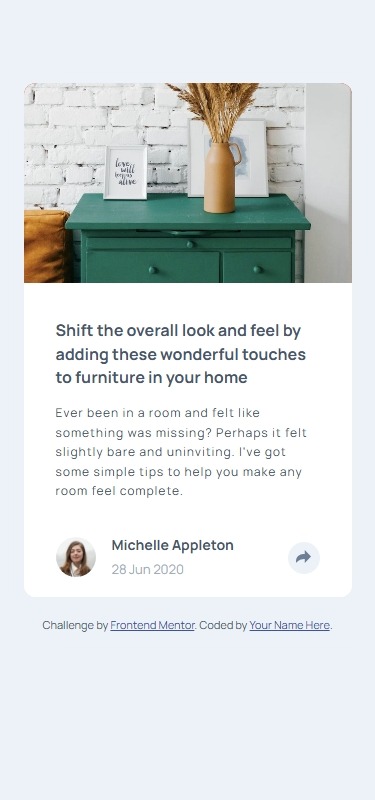 love
will
keep us
alive
Shift the overall look and feel by
adding these wonderful touches
to furniture in your home
Ever been in a room and felt like
something was missing? Perhaps it felt
slightly bare and uninviting. I've got
some simple tips to help you make any
room feel complete.
Michelle Appleton
28 Jun 2020
Challenge by Frontend Mentor. Coded by Your Name Here.